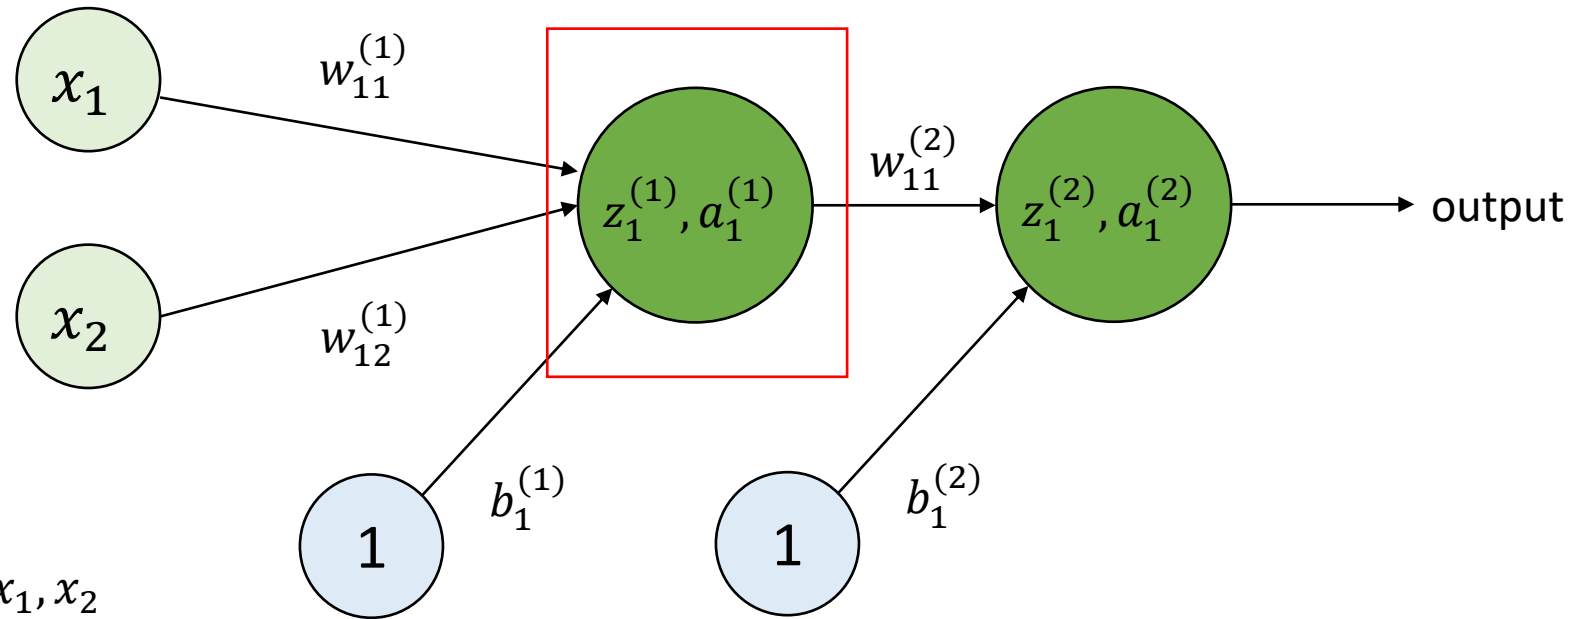 x₁
w₁₁⁽¹⁾
z₁⁽¹⁾, a₁⁽¹⁾
w₁₁⁽²⁾
z₁⁽²⁾, a₁⁽²⁾
output
x₂
w₁₂⁽¹⁾
1
b₁⁽¹⁾
1
b₁⁽²⁾
x₁, x₂